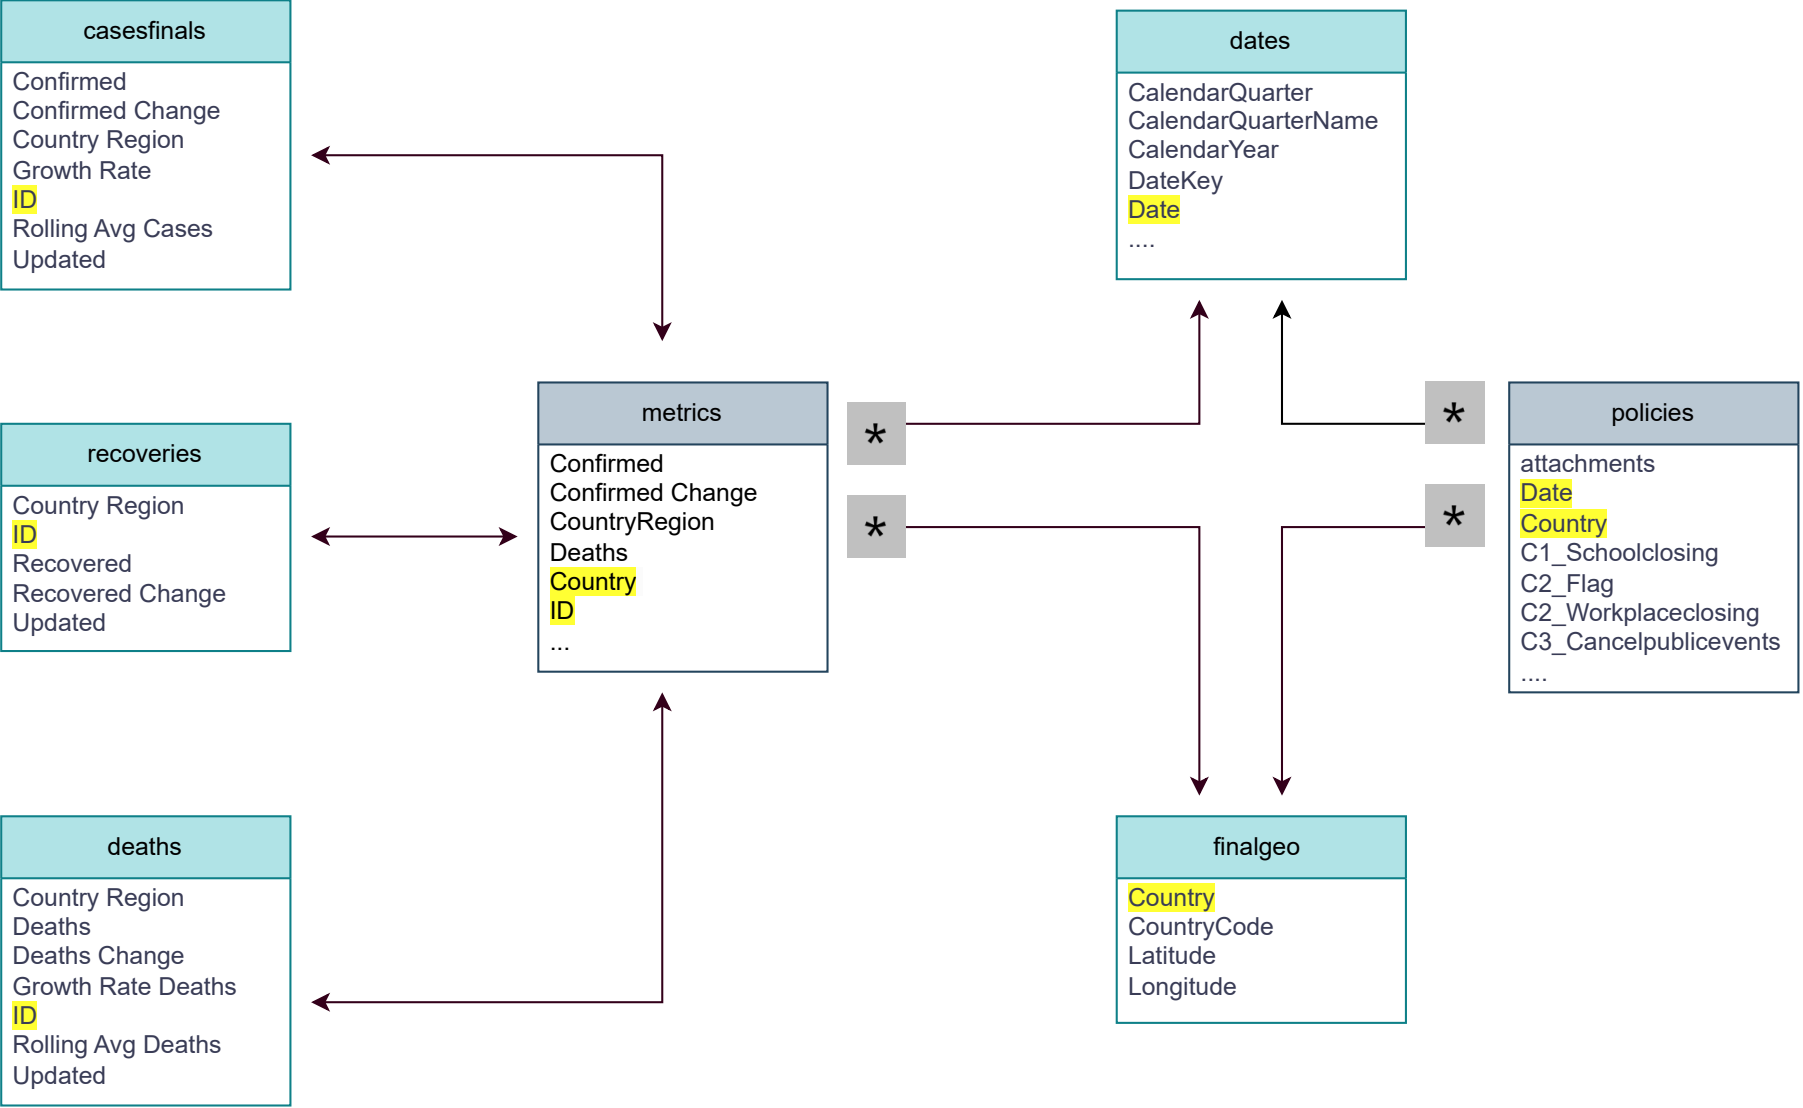 casesfinals
Confirmed
Confirmed Change
Country Region
Growth Rate
ID
Rolling Avg Cases
Updated
recoveries
Country Region
ID
Recovered
Recovered Change
Updated
deaths
Country Region
Deaths
Deaths Change
Growth Rate Deaths
ID
Rolling Avg Deaths
Updated
metrics
Confirmed
Confirmed Change
CountryRegion
Deaths
Country
ID
...
*
*
dates
CalendarQuarter
CalendarQuarterName
CalendarYear
DateKey
Date
....
finalgeo
Country
CountryCode
Latitude
Longitude
*
*
policies
attachments
Date
Country
C1_Schoolclosing
C2_Flag
C2_Workplaceclosing
C3_Cancelpublicevents
....